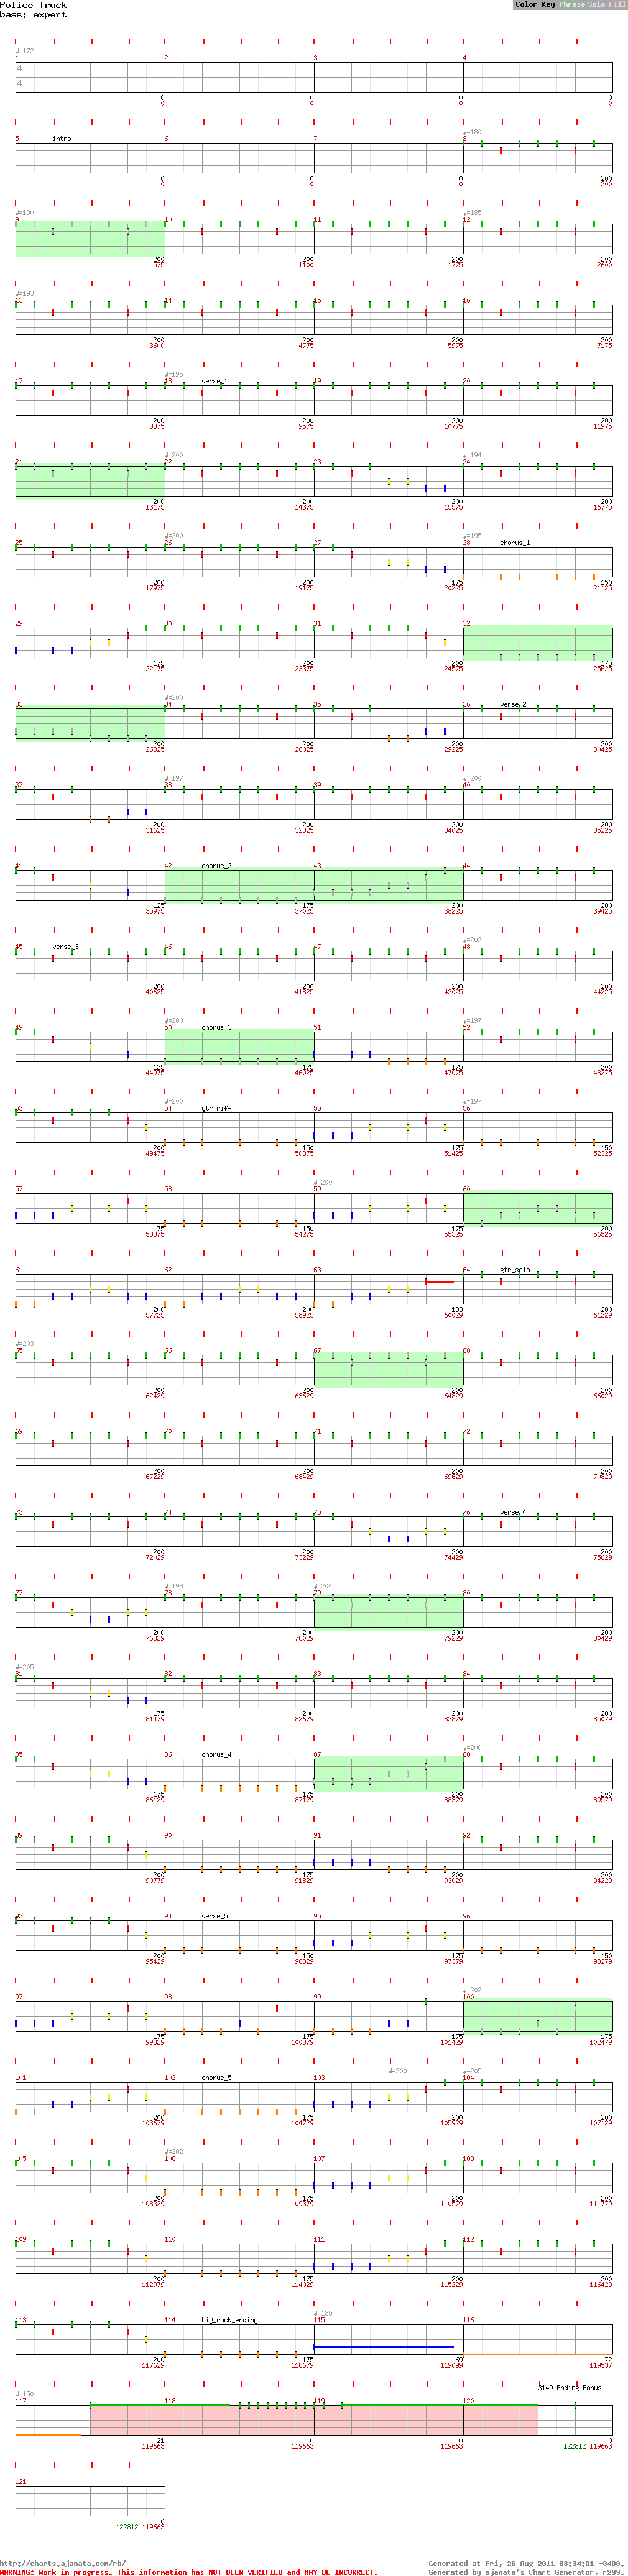 Police Truck
bass: expert
Color Key Phrase Solo Fill
♩=172
1 2 3 4
4
4
0 0 0 0
0 0 0 0
♩=180
5 intro 6 7 8
0 0 0 200
0 0 0 200
♩=190 ♩=185
9 10 11 12
200 200 200 200
575 1100 1775 2600
♩=193
13 14 15 16
200 200 200 200
3600 4775 5975 7175
♩=195
17 18 verse_1 19 20
200 200 200 200
8375 9575 10775 11975
♩=200 ♩=194
21 22 23 24
200 200 200 200
13175 14375 15575 16775
♩=200 ♩=195
25 26 27 28 chorus_1
200 200 175 150
17975 19175 20225 21125
29 30 31 32
175 200 200 175
22175 23375 24575 25625
♩=200
33 34 35 36 verse_2
200 200 200 200
26825 28025 29225 30425
♩=197 ♩=200
37 38 39 40
200 200 200 200
31625 32825 34025 35225
41 42 chorus_2 43 44
125 175 200 200
35975 37025 38225 39425
♩=202
45 verse_3 46 47 48
200 200 200 200
40625 41825 43025 44225
♩=200 ♩=197
49 50 chorus_3 51 52
125 175 175 200
44975 46025 47075 48275
♩=200 ♩=197
53 54 gtr_riff 55 56
200 150 175 150
49475 50375 51425 52325
♩=200
57 58 59 60
175 150 175 200
53375 54275 55325 56525
61 62 63 64 gtr_solo
200 200 183 200
57725 58925 60029 61229
♩=203
65 66 67 68
200 200 200 200
62429 63629 64829 66029
69 70 71 72
200 200 200 200
67229 68429 69629 70829
73 74 75 76 verse_4
200 200 200 200
72029 73229 74429 75629
♩=198 ♩=204
77 78 79 80
200 200 200 200
76829 78029 79229 80429
♩=205
81 82 83 84
175 200 200 200
81479 82679 83879 85079
♩=200
85 86 chorus_4 87 88
175 175 200 200
86129 87179 88379 89579
89 90 91 92
200 175 200 200
90779 91829 93029 94229
93 94 verse_5 95 96
200 150 175 150
95429 96329 97379 98279
♩=202
97 98 99 100
175 175 175 175
99329 100379 101429 102479
♩=200 ♩=205
101 102 chorus_5 103 104
200 175 200 200
103679 104729 105929 107129
♩=202
105 106 107 108
200 175 200 200
108329 109379 110579 111779
109 110 111 112
200 175 200 200
112979 114029 115229 116429
♩=185
113 114 big_rock_ending 115 116
200 175 69 72
117629 118679 119099 119537
3149 Ending Bonus
♩=150
117 118 119 120
21 0 0 0
119663 119663 119663 122812 119663
121
0
122812 119663
http://charts.ajanata.com/rb/
Generated at Fri, 26 Aug 2011 08:34:01 -0400.
WARNING: Work in progress. This information has NOT BEEN VERIFIED and MAY BE INCORRECT.
Generated by ajanata's Chart Generator, r299.